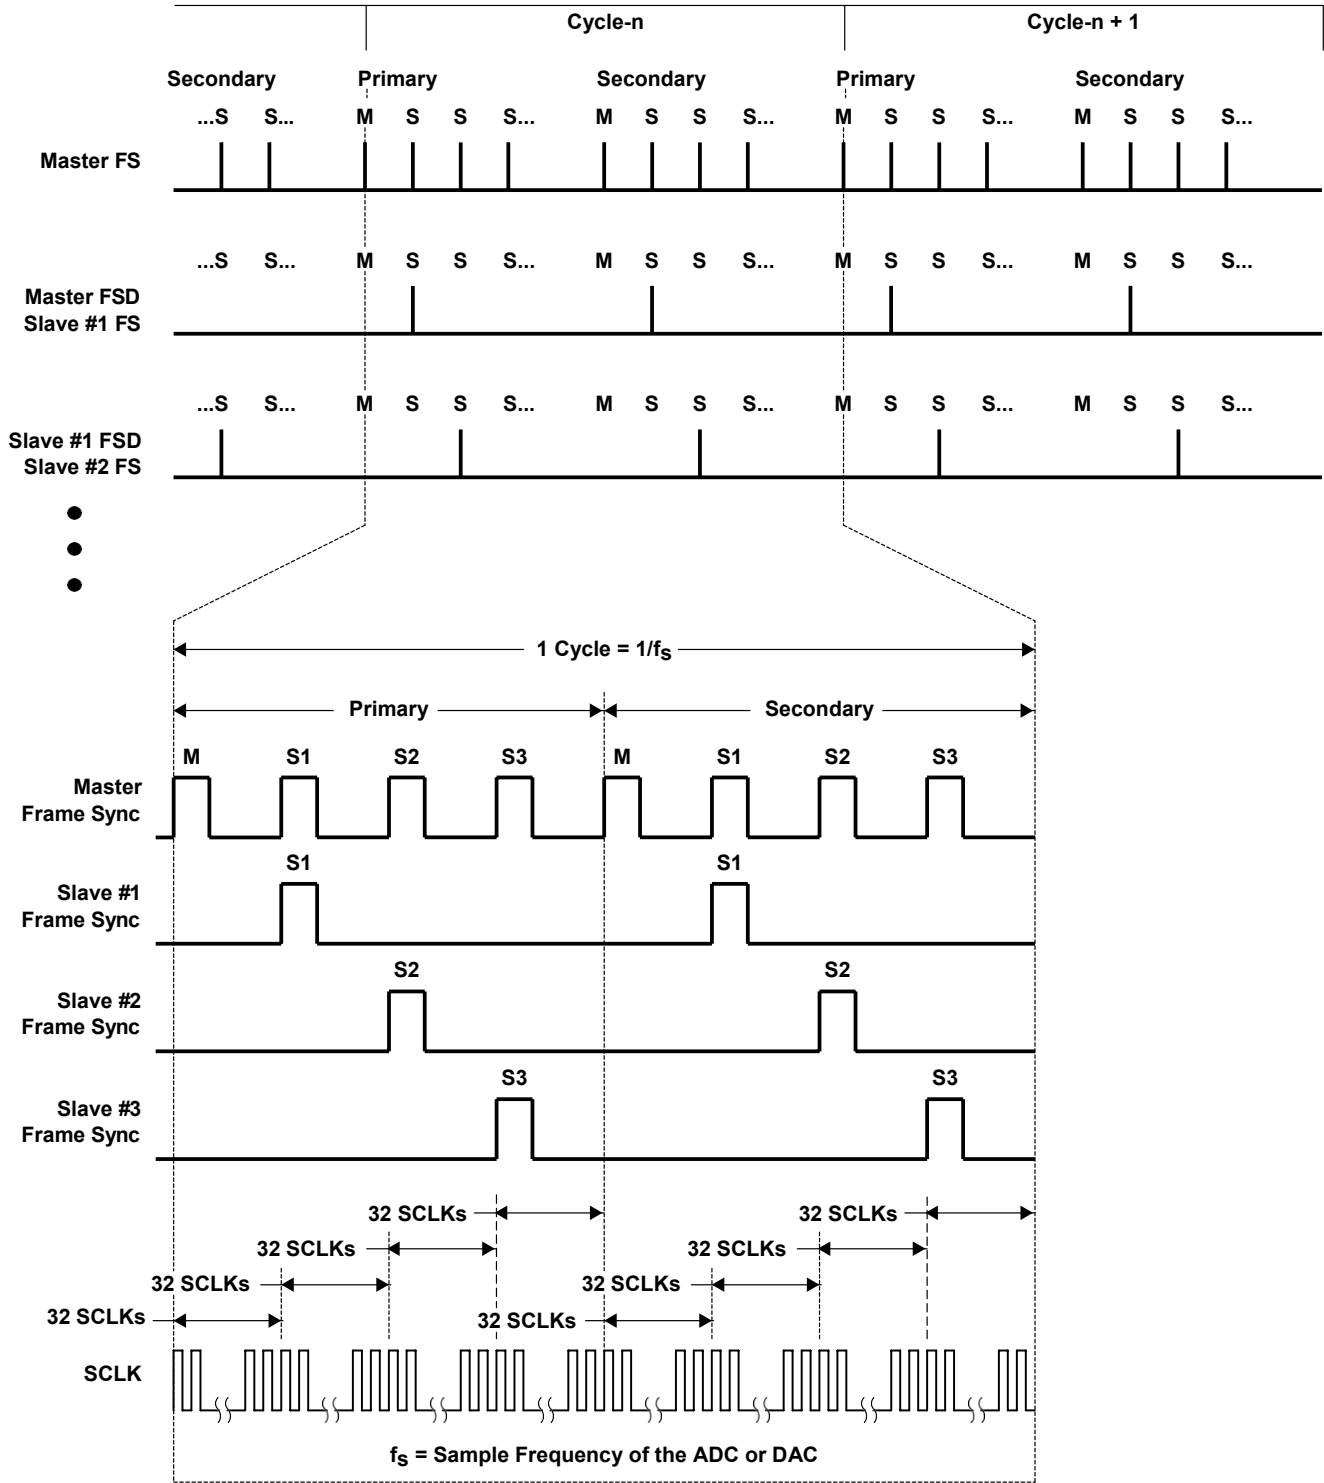 Cycle-n Cycle-n + 1
Secondary Primary Secondary Primary Secondary
...S S... M S S S... M S S S... M S S S... M S S S...
Master FS
...S S... M S S S... M S S S... M S S S... M S S S...
Master FSD
Slave #1 FS
...S S... M S S S... M S S S... M S S S... M S S S...
Slave #1 FSD
Slave #2 FS
1 Cycle = 1/fs
Primary Secondary
M S1 S2 S3 M S1 S2 S3
Master
Frame Sync
S1 S1
Slave #1
Frame Sync
S2 S2
Slave #2
Frame Sync
S3 S3
Slave #3
Frame Sync
32 SCLKs 32 SCLKs
32 SCLKs 32 SCLKs
32 SCLKs 32 SCLKs
32 SCLKs 32 SCLKs
SCLK
fs = Sample Frequency of the ADC or DAC